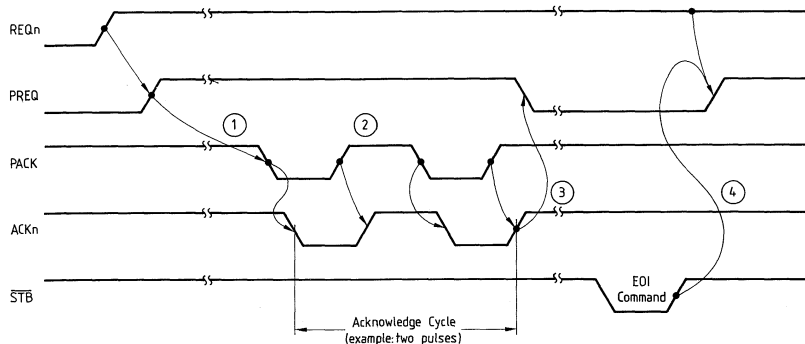 REQn
PREQ
1
2
PACK
3
4
ACKn
STB
EOI
Command
Acknowledge Cycle
(example: two pulses)